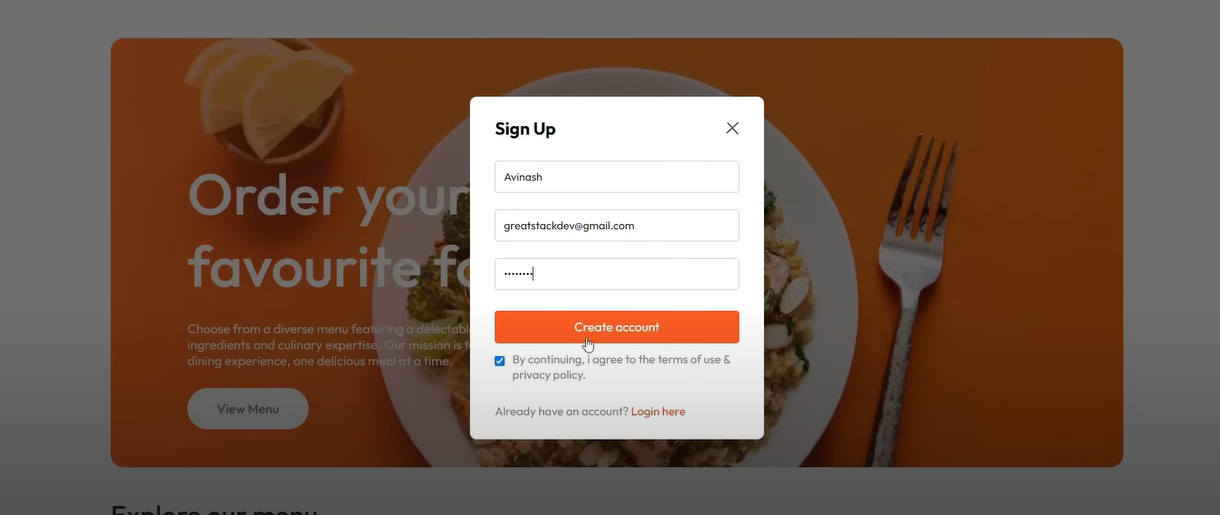 Order your
favourite fo
Choose from a diverse menu featuring a delectabl
ingredients and culinary expertise. Our mission is t
dining experience, one delicious meal at a time.
View Menu
Sign Up
Avinash
greatstackdev@gmail.com
••••••••
Create account
By continuing, i agree to the terms of use &
privacy policy.
Already have an account? Login here
Explore our menu